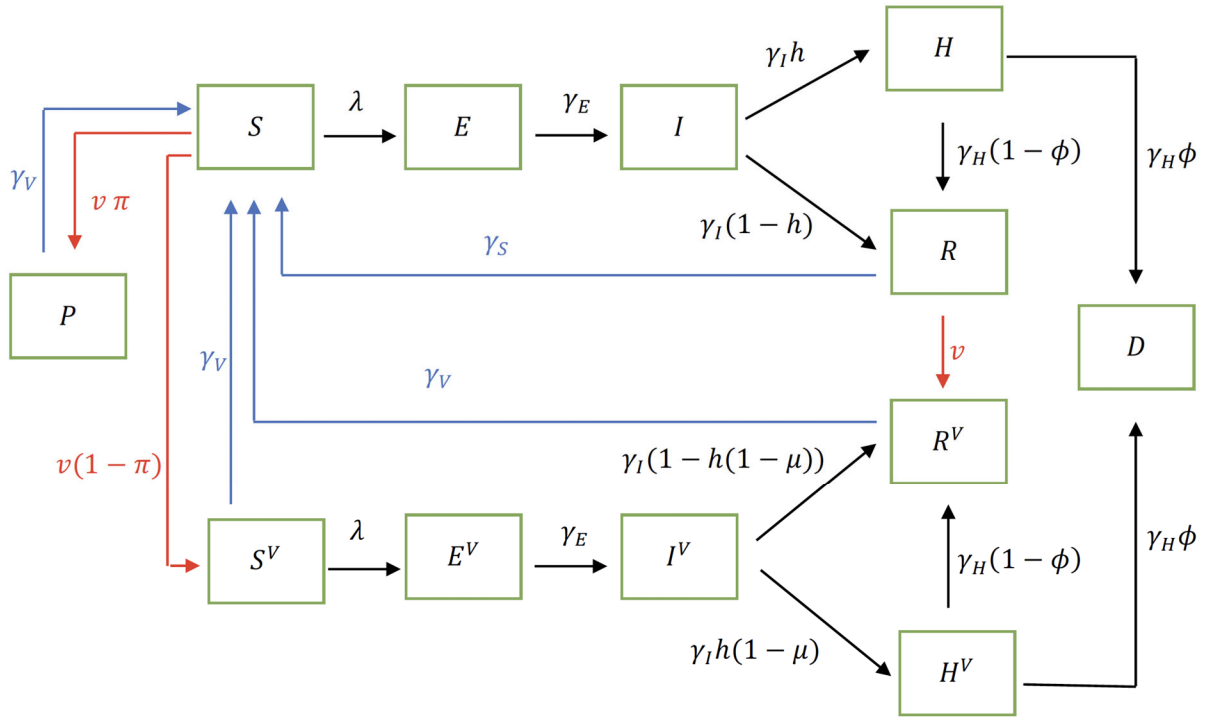 H
γ_I h
λ
γ_E
S
E
I
γ_H(1 − ϕ)
γ_H ϕ
γ_V
v π
γ_I(1 − h)
γ_S
R
P
D
γ_V
v
γ_V
R^V
v(1 − π)
γ_I(1 − h(1 − μ))
λ
γ_E
γ_H(1 − ϕ)
γ_H ϕ
S^V
E^V
I^V
γ_I h(1 − μ)
H^V